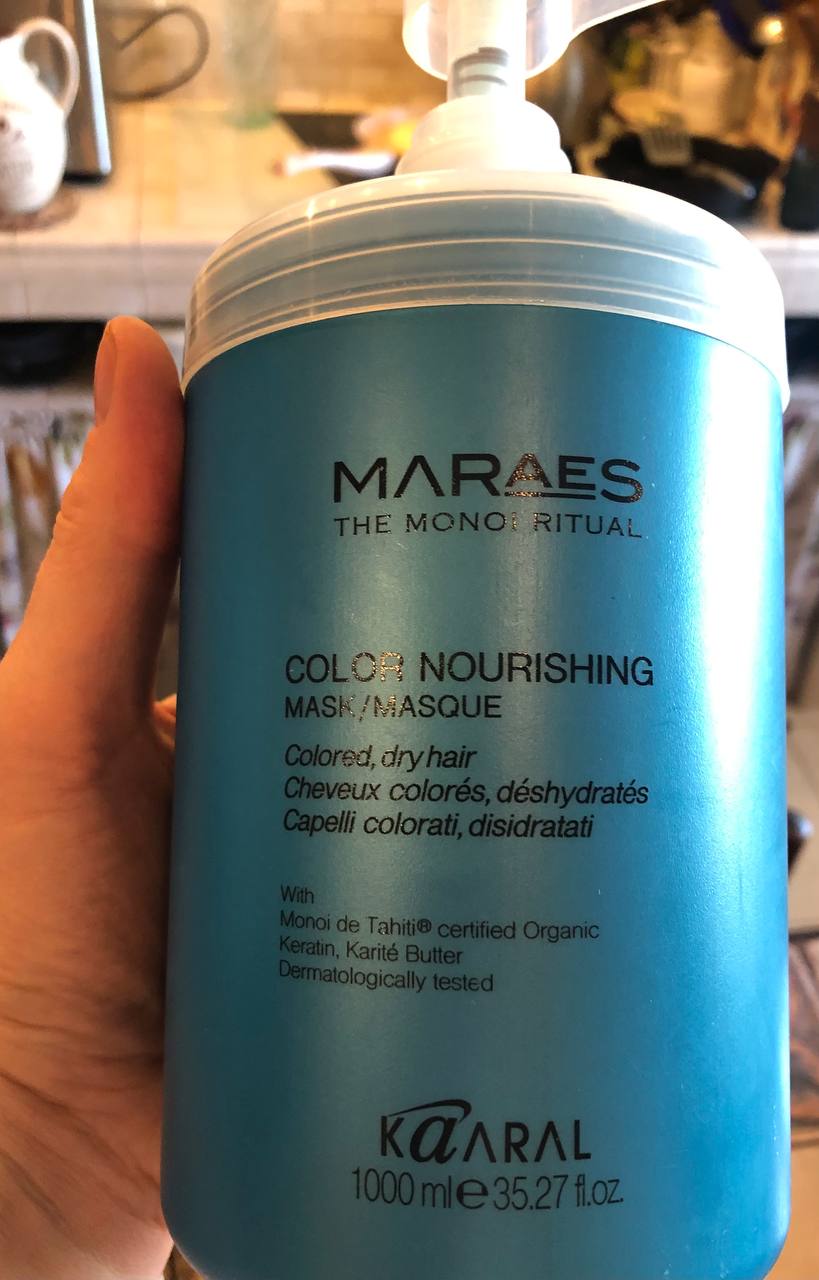 MARAES
THE MONOI RITUAL
COLOR NOURISHING
MASK/MASQUE
Colored, dry hair
Cheveux colorés, déshydratés
Capelli colorati, disidratati
With
Monoi de Tahiti® certified Organic
Keratin, Karité Butter
Dermatologically tested
KAARAL
1000 ml ℮ 35.27 fl.oz.